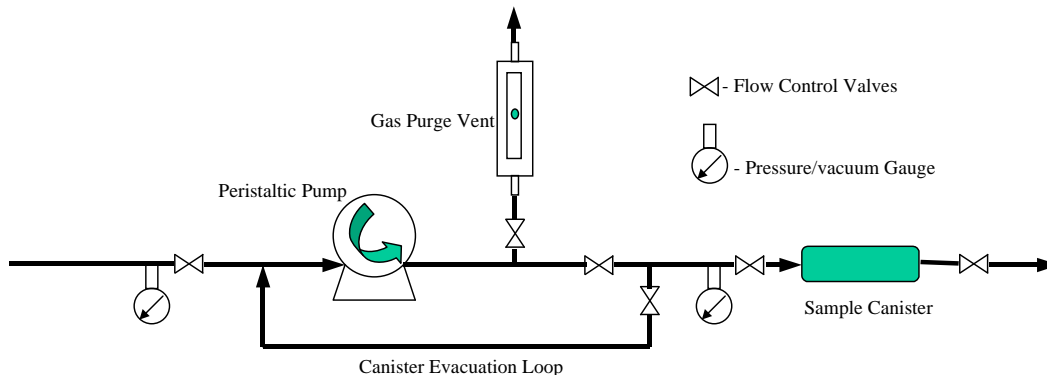 - Flow Control Valves
Gas Purge Vent
- Pressure/vacuum Gauge
Peristaltic Pump
Sample Canister
Canister Evacuation Loop